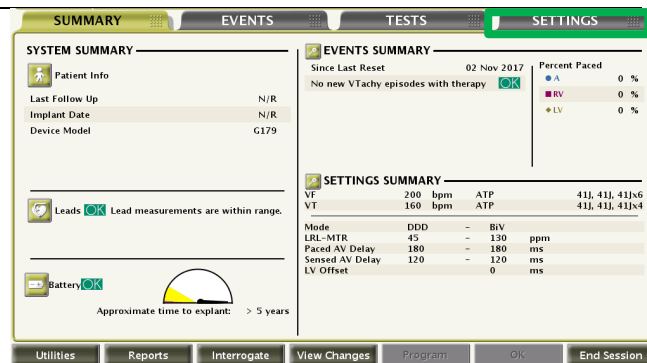 SUMMARY EVENTS TESTS SETTINGS
SYSTEM SUMMARY
Patient Info
Last Follow Up N/R
Implant Date N/R
Device Model G179
Leads OK Lead measurements are within range.
Battery OK
Approximate time to explant: > 5 years
EVENTS SUMMARY
Since Last Reset 02 Nov 2017
No new VTachy episodes with therapy OK
Percent Paced
A 0 %
RV 0 %
LV 0 %
SETTINGS SUMMARY
VF 200 bpm ATP 41J, 41J, 41Jx6
VT 160 bpm ATP 41J, 41J, 41Jx4
Mode DDD - BiV
LRL-MTR 45 - 130 ppm
Paced AV Delay 180 - 180 ms
Sensed AV Delay 120 - 120 ms
LV Offset 0 ms
Utilities Reports Interrogate View Changes Program OK End Session